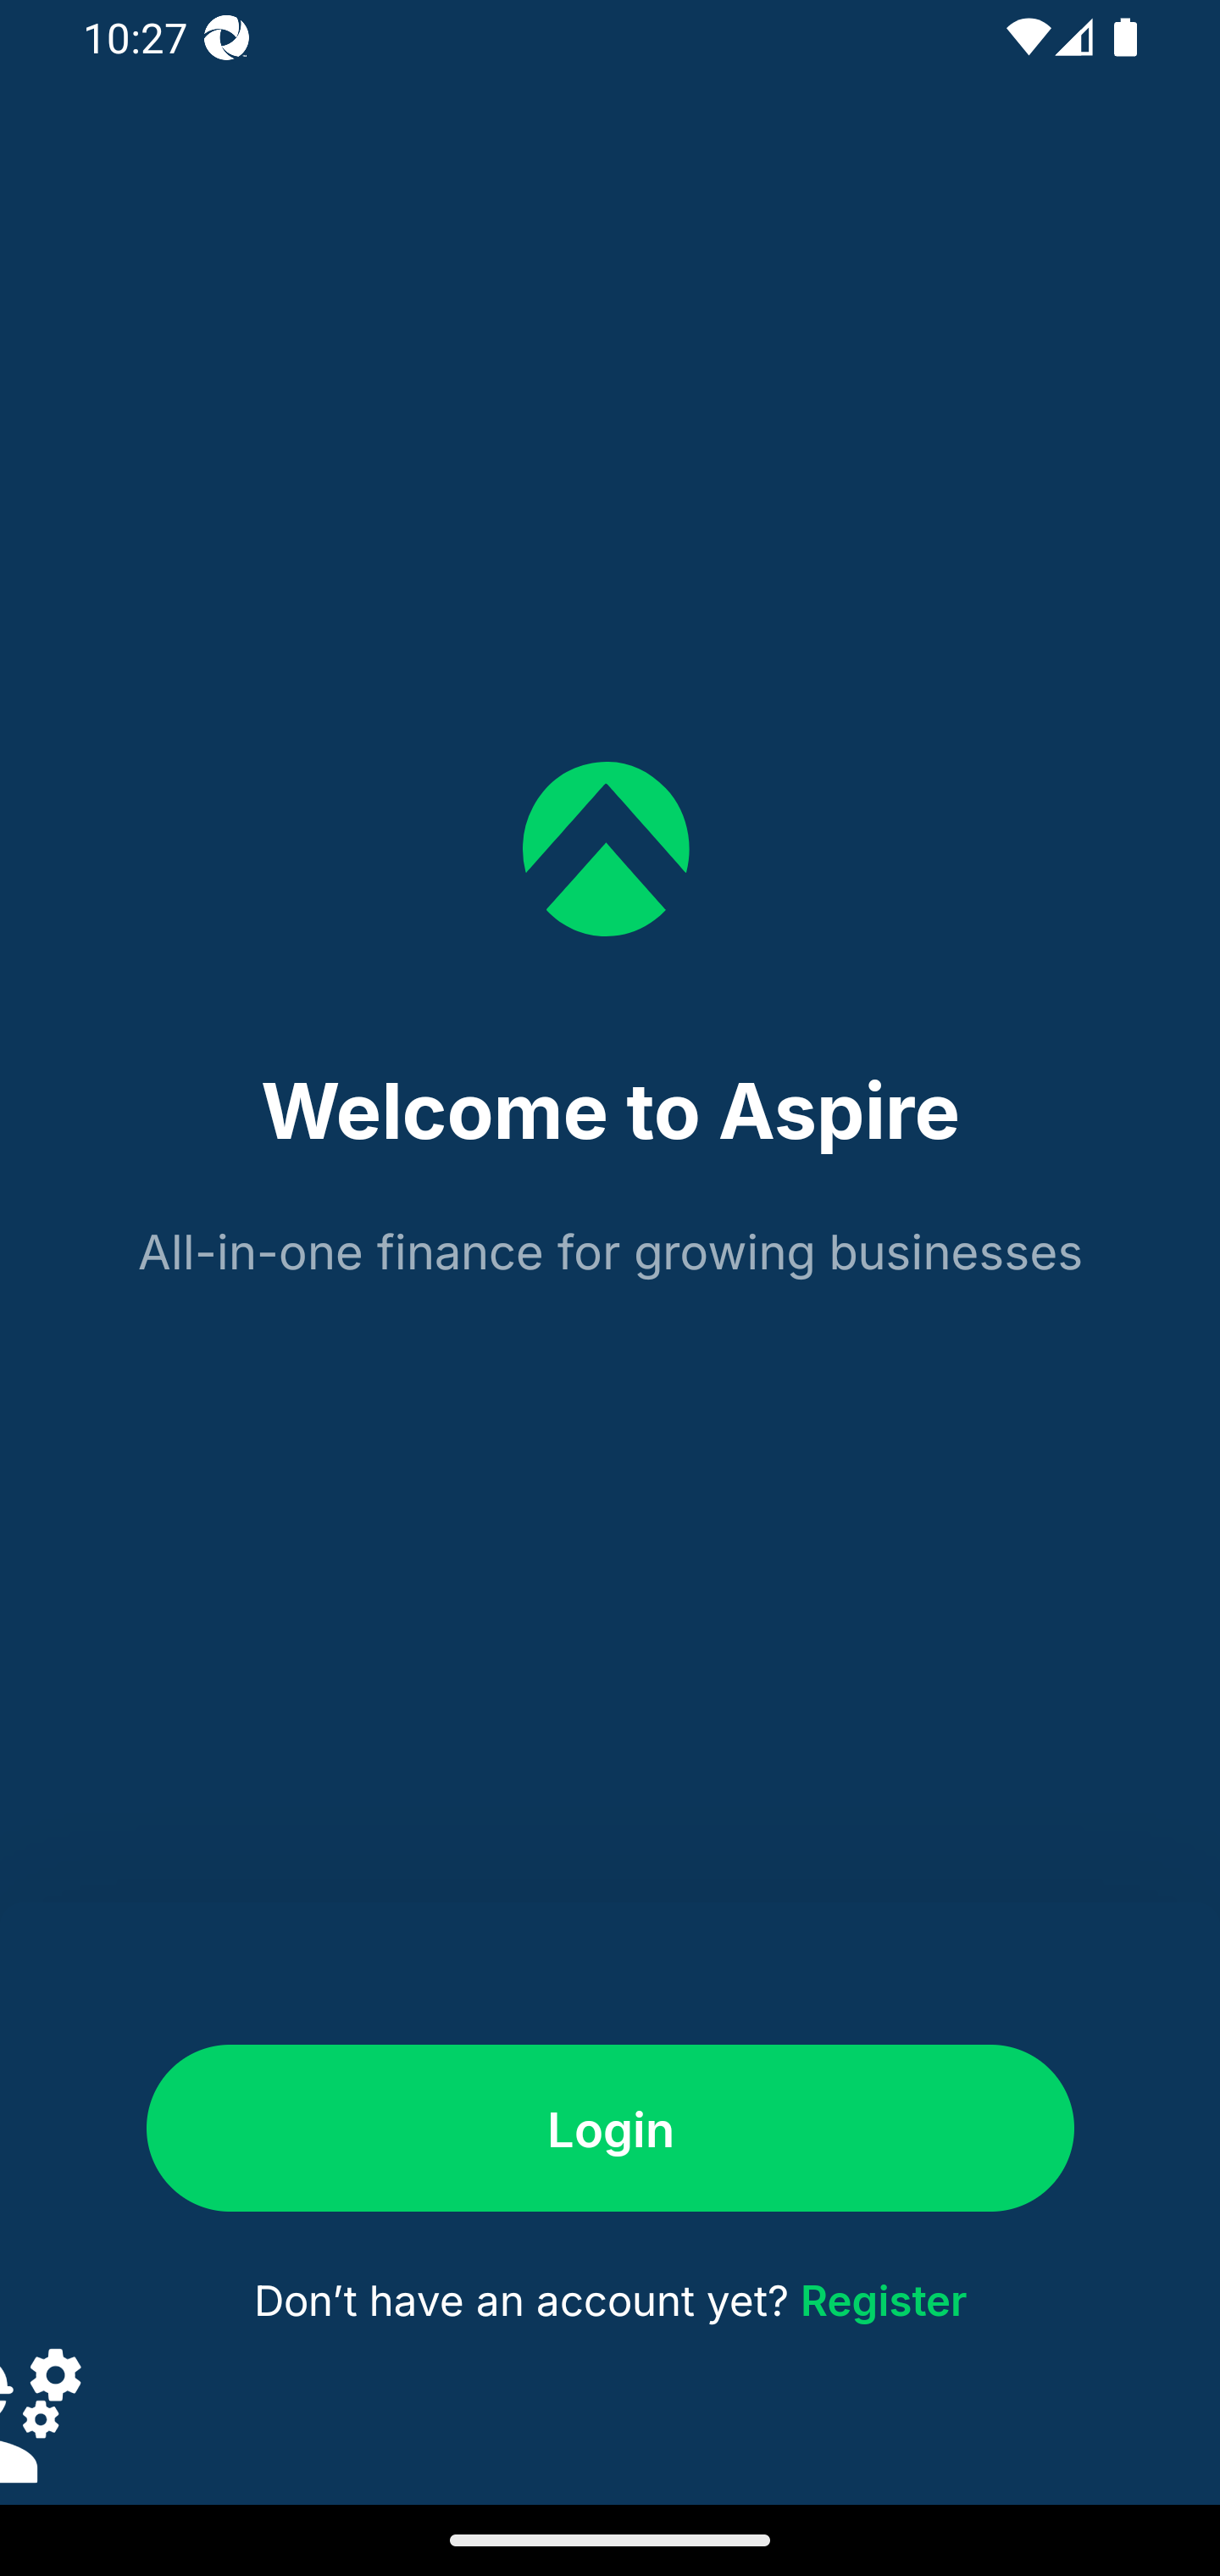 10:27
Welcome to Aspire
All-in-one finance for growing businesses
Login
Don’t have an account yet? Register